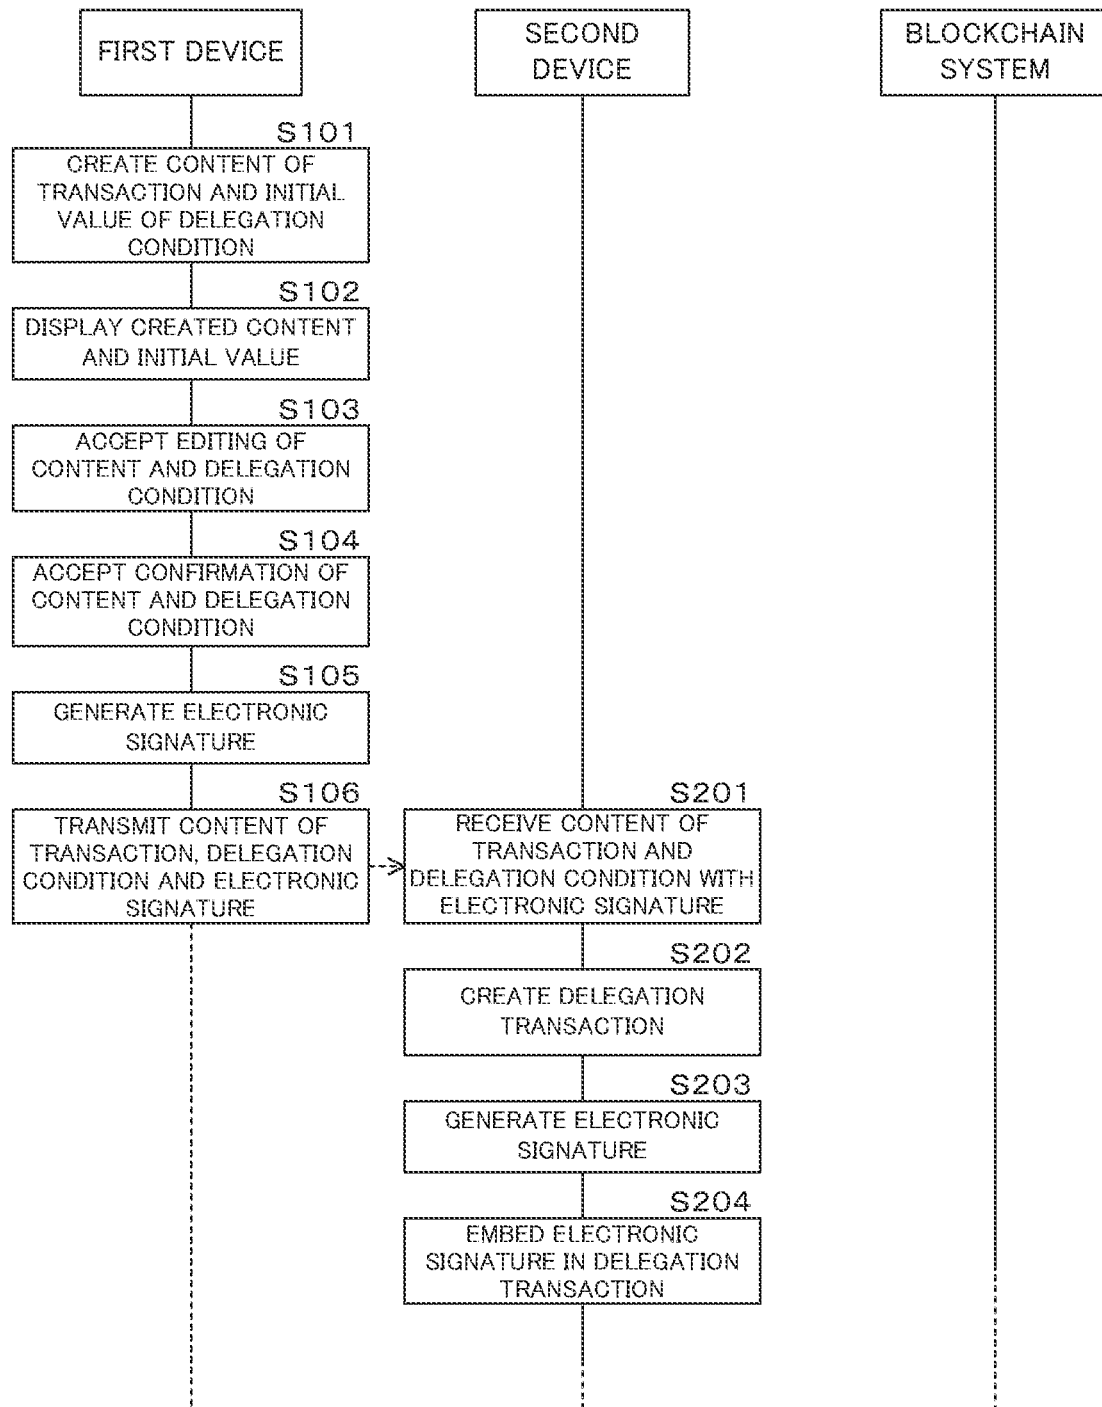 FIRST DEVICE
SECOND
DEVICE
BLOCKCHAIN
SYSTEM
S101
CREATE CONTENT OF
TRANSACTION AND INITIAL
VALUE OF DELEGATION
CONDITION
S102
DISPLAY CREATED CONTENT
AND INITIAL VALUE
S103
ACCEPT EDITING OF
CONTENT AND DELEGATION
CONDITION
S104
ACCEPT CONFIRMATION OF
CONTENT AND DELEGATION
CONDITION
S105
GENERATE ELECTRONIC
SIGNATURE
S106
TRANSMIT CONTENT OF
TRANSACTION, DELEGATION
CONDITION AND ELECTRONIC
SIGNATURE
S201
RECEIVE CONTENT OF
TRANSACTION AND
DELEGATION CONDITION WITH
ELECTRONIC SIGNATURE
S202
CREATE DELEGATION
TRANSACTION
S203
GENERATE ELECTRONIC
SIGNATURE
S204
EMBED ELECTRONIC
SIGNATURE IN DELEGATION
TRANSACTION